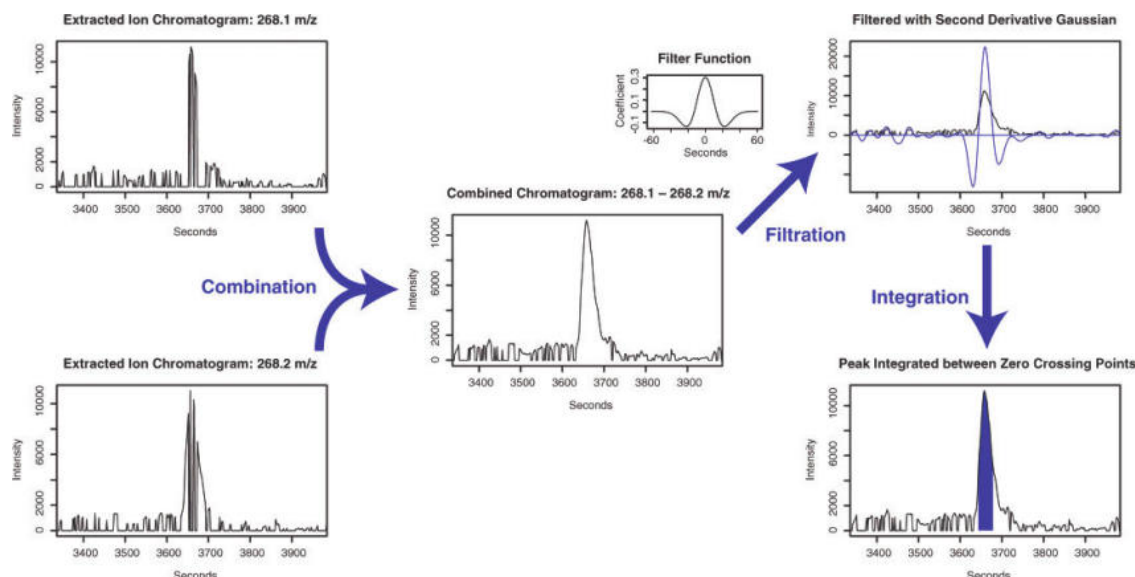 Extracted Ion Chromatogram: 268.1 m/z
Intensity
0 2000 6000 10000
3400 3500 3600 3700 3800 3900
Seconds
Combination
Extracted Ion Chromatogram: 268.2 m/z
Intensity
0 2000 6000 10000
3400 3500 3600 3700 3800 3900
Seconds
Combined Chromatogram: 268.1 – 268.2 m/z
Intensity
0 2000 6000 10000
3400 3500 3600 3700 3800 3900
Seconds
Filter Function
Coefficient
-0.1 0.1 0.3
-60 0 60
Seconds
Filtration
Filtered with Second Derivative Gaussian
Intensity
0 10000 20000
3400 3500 3600 3700 3800 3900
Seconds
Integration
Peak Integrated between Zero Crossing Points
Intensity
0 2000 6000 10000
3400 3500 3600 3700 3800 3900
Seconds